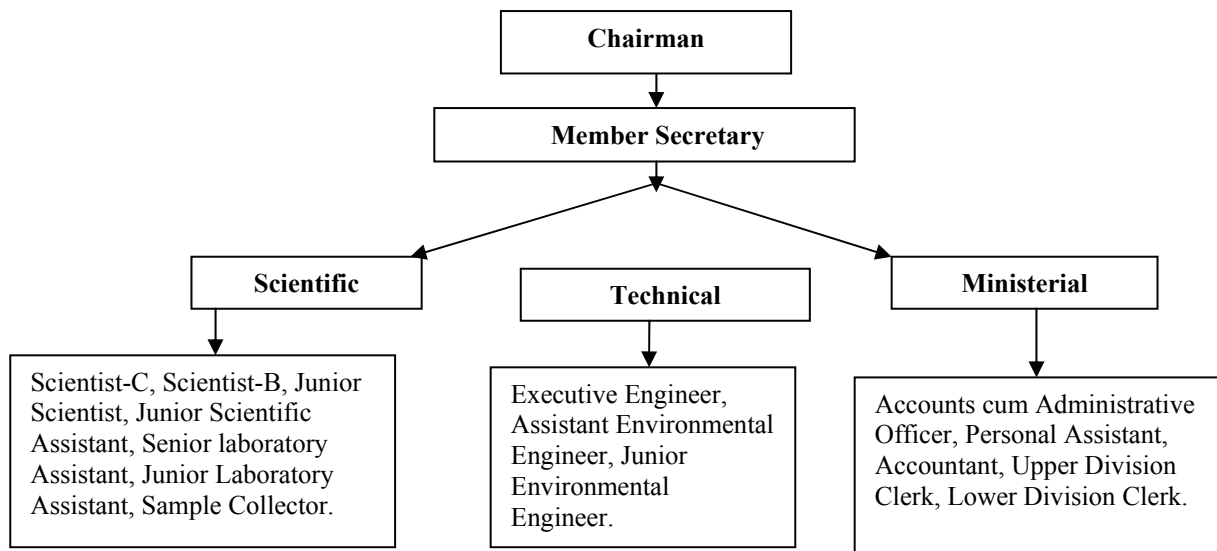 Chairman
Member Secretary
Scientific
Technical
Ministerial
Scientist-C, Scientist-B, Junior
Scientist, Junior Scientific
Assistant, Senior laboratory
Assistant, Junior Laboratory
Assistant, Sample Collector.
Executive Engineer,
Assistant Environmental
Engineer, Junior
Environmental
Engineer.
Accounts cum Administrative
Officer, Personal Assistant,
Accountant, Upper Division
Clerk, Lower Division Clerk.